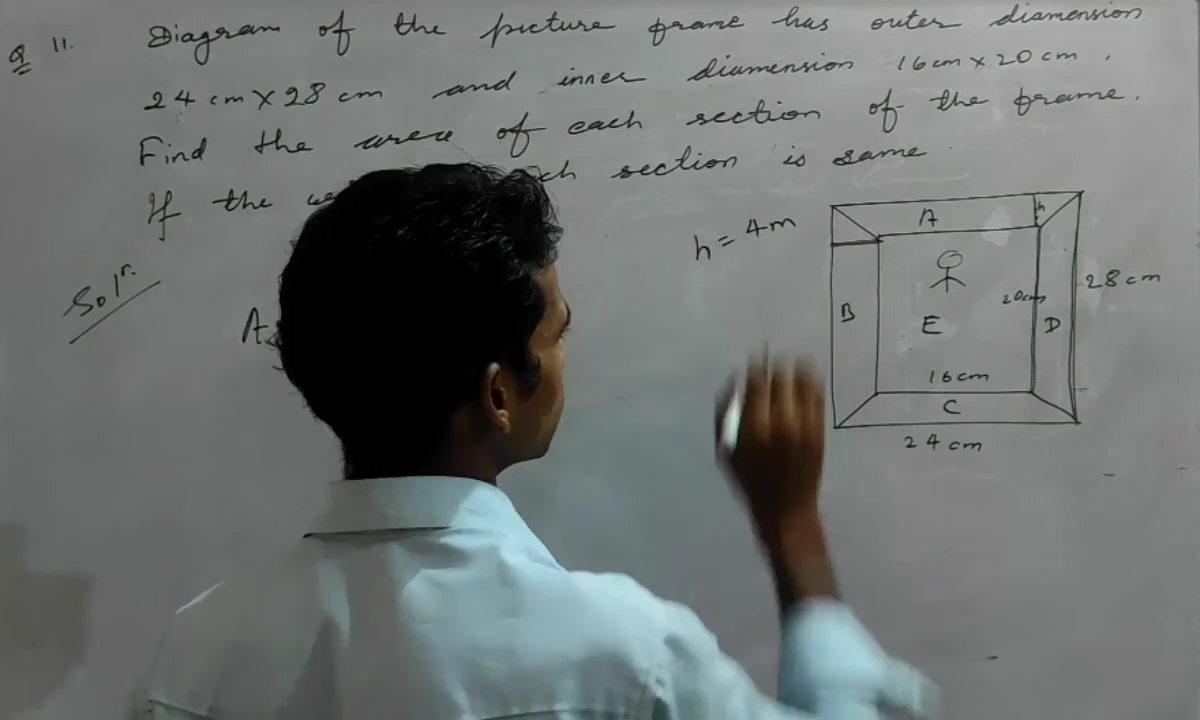 Q 11. Diagram of the picture frame has outer diamension
24 cm X 28 cm and inner diamension 16 cm x 20 cm .
Find the area of each section of the frame.
If the section is same
Solⁿ.
h = 4m
A
h
B
E
20cm
D
28 cm
16 cm
C
24 cm
A